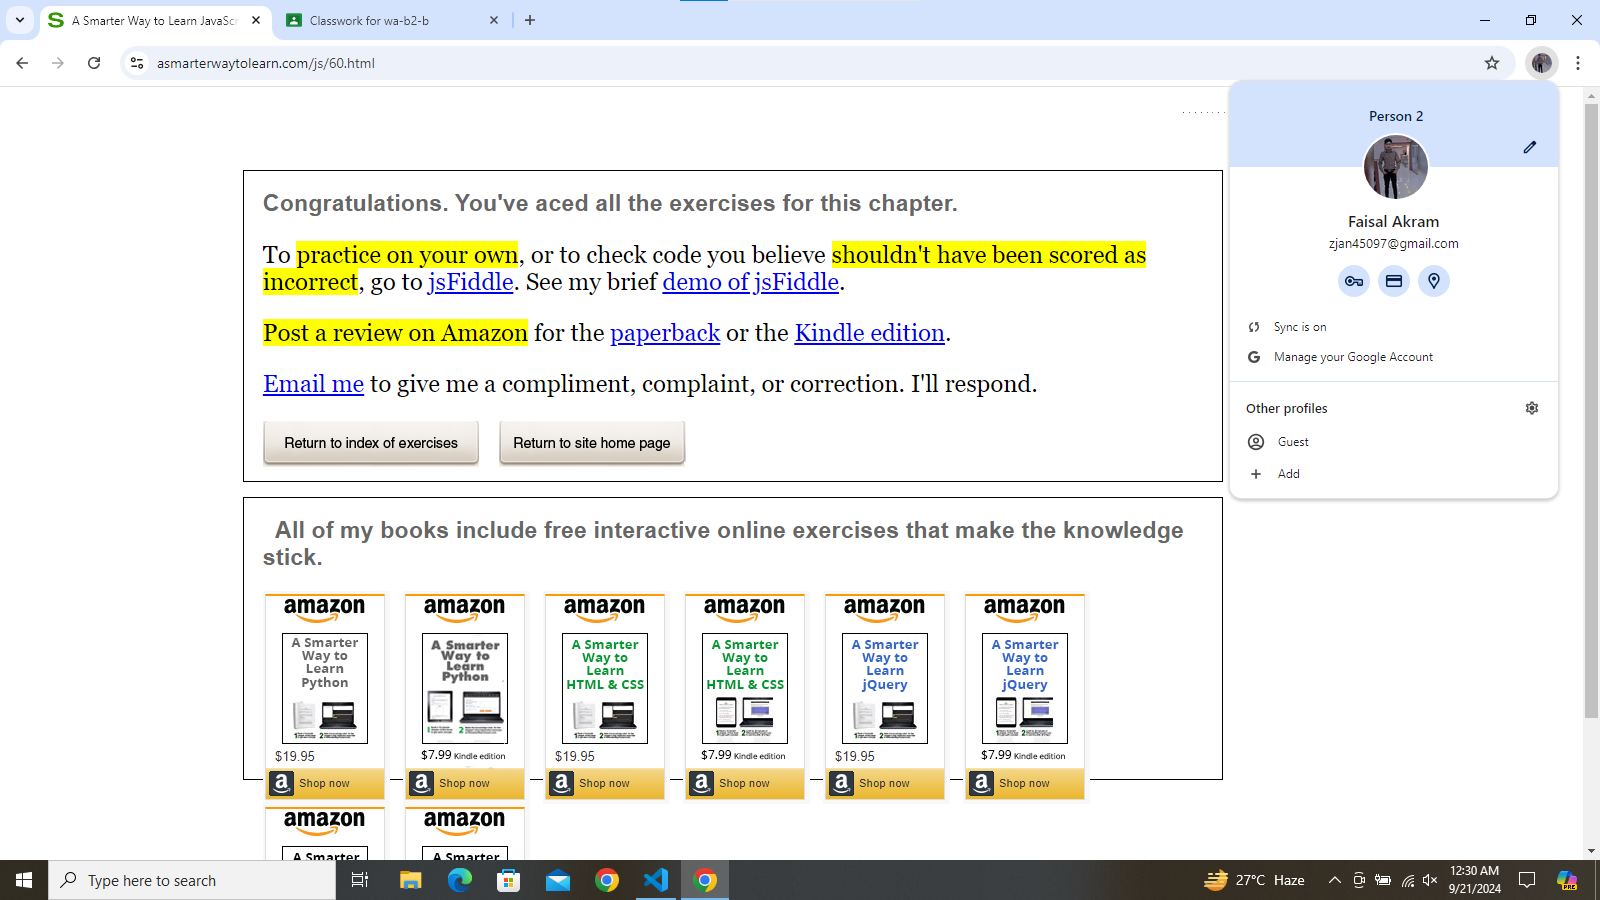 A Smarter Way to Learn JavaScr
Classwork for wa-b2-b
asmarterwaytolearn.com/js/60.html
Person 2
Faisal Akram
zjan45097@gmail.com
Sync is on
Manage your Google Account
Other profiles
Guest
Add
Congratulations. You've aced all the exercises for this chapter.
To practice on your own, or to check code you believe shouldn't have been scored as
incorrect, go to jsFiddle. See my brief demo of jsFiddle.
Post a review on Amazon for the paperback or the Kindle edition.
Email me to give me a compliment, complaint, or correction. I'll respond.
Return to index of exercises
Return to site home page
All of my books include free interactive online exercises that make the knowledge
stick.
amazon
A Smarter
Way to
Learn
Python
$19.95
Shop now
amazon
A Smarter
Way to
Learn
Python
$7.99 Kindle edition
Shop now
amazon
A Smarter
Way to
Learn
HTML & CSS
$19.95
Shop now
amazon
A Smarter
Way to
Learn
HTML & CSS
$7.99 Kindle edition
Shop now
amazon
A Smarter
Way to
Learn
jQuery
$19.95
Shop now
amazon
A Smarter
Way to
Learn
jQuery
$7.99 Kindle edition
Shop now
amazon
A Smarter
amazon
A Smarter
Type here to search
27°C Haze
12:30 AM
9/21/2024